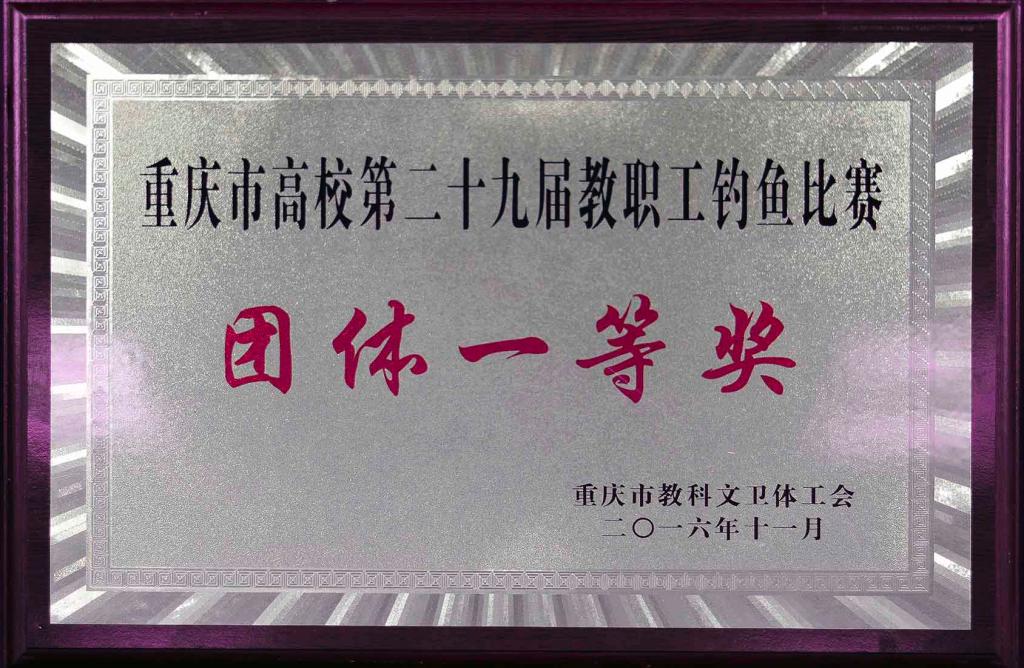 重庆市高校第二十九届教职工钓鱼比赛
团体一等奖
重庆市教科文卫体工会
二〇一六年十一月